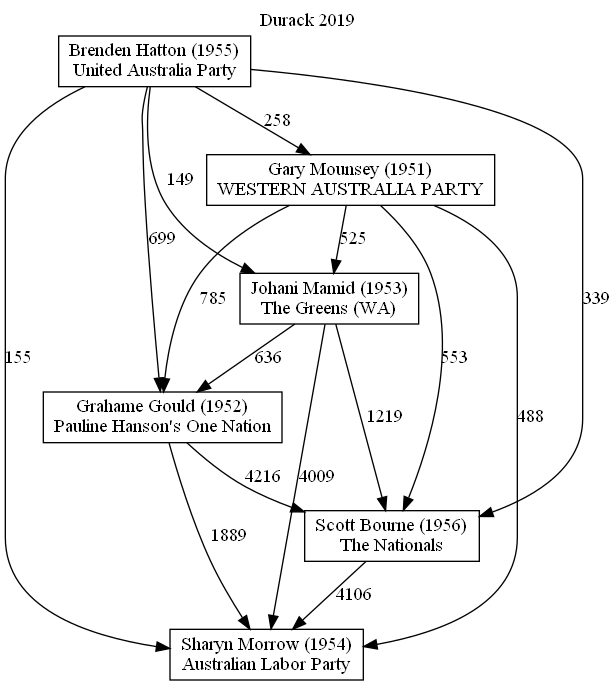 Durack 2019
Brenden Hatton (1955)
United Australia Party
258
Gary Mounsey (1951)
WESTERN AUSTRALIA PARTY
149
699
525
Johani Mamid (1953)
The Greens (WA)
785
339
155
636
553
Grahame Gould (1952)
Pauline Hanson's One Nation
1219
488
4216
4009
Scott Bourne (1956)
The Nationals
1889
4106
Sharyn Morrow (1954)
Australian Labor Party